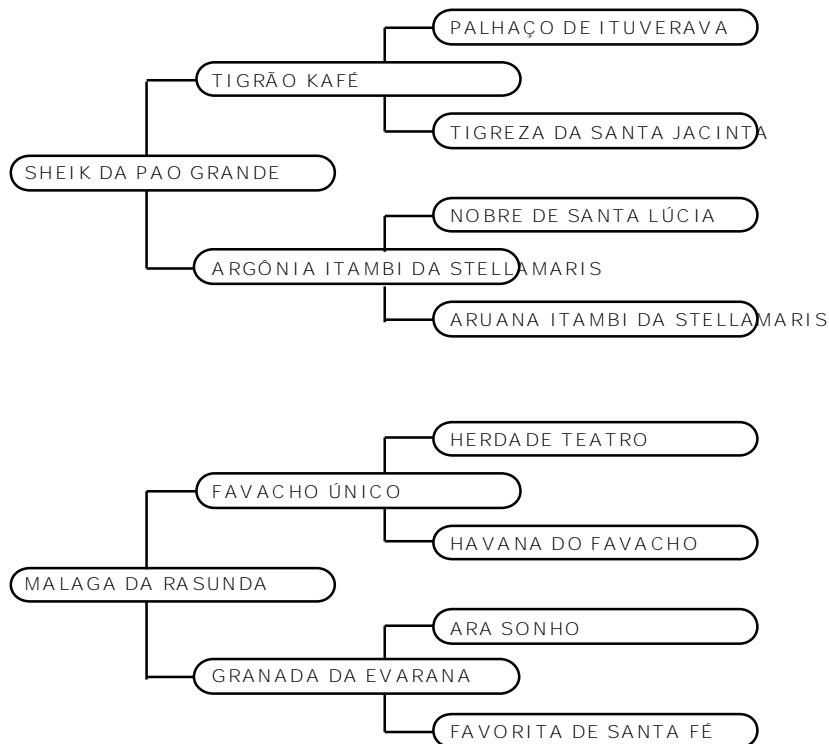 PALHAÇO DE ITUVERAVA
TIGRÃO KAFÉ
TIGREZA DA SANTA JACINTA
SHEIK DA PAO GRANDE
NOBRE DE SANTA LÚCIA
ARGÔNIA ITAMBI DA STELLAMARIS
ARUANA ITAMBI DA STELLAMARIS
HERDADE TEATRO
FAVACHO ÚNICO
HAVANA DO FAVACHO
MALAGA DA RASUNDA
ARA SONHO
GRANADA DA EVARANA
FAVORITA DE SANTA FÉ